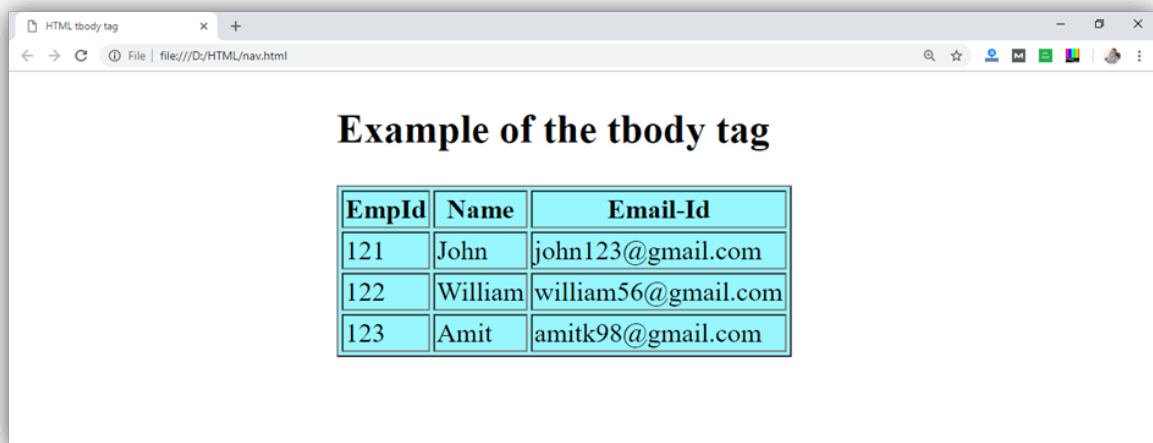 HTML tbody tag
File | file:///D:/HTML/nav.html
Example of the tbody tag
EmpId Name Email-Id
121 John john123@gmail.com
122 William william56@gmail.com
123 Amit amitk98@gmail.com